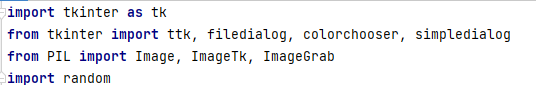 import tkinter as tk
from tkinter import ttk, filedialog, colorchooser, simpledialog
from PIL import Image, ImageTk, ImageGrab
import random